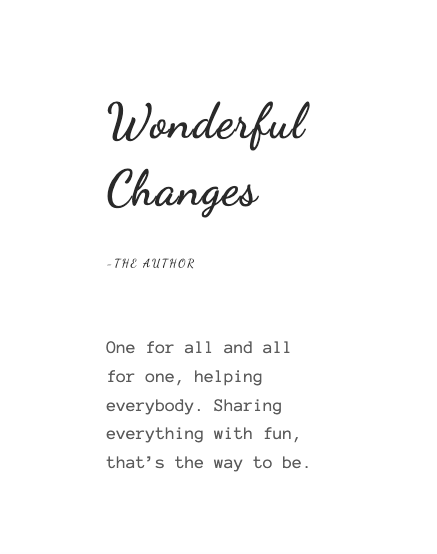 Wonderful
Changes
-THE AUTHOR
One for all and all
for one, helping
everybody. Sharing
everything with fun,
that’s the way to be.